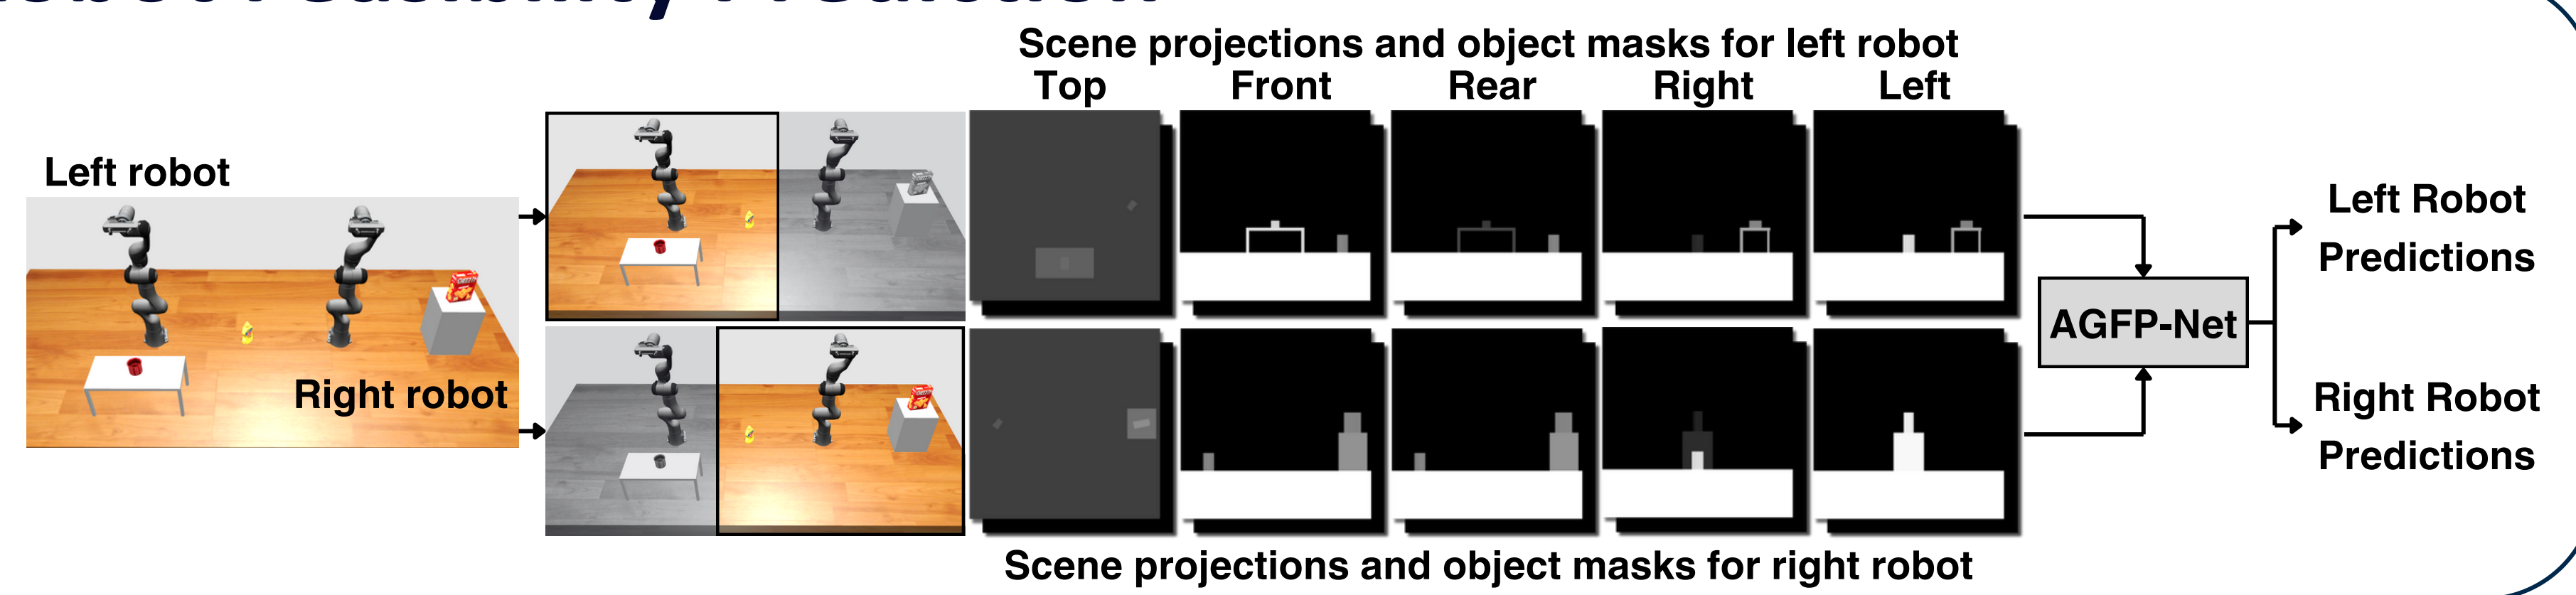 Scene projections and object masks for left robot
Top Front Rear Right Left
Left robot
Right robot
AGFP-Net
Left Robot
Predictions
Right Robot
Predictions
Scene projections and object masks for right robot